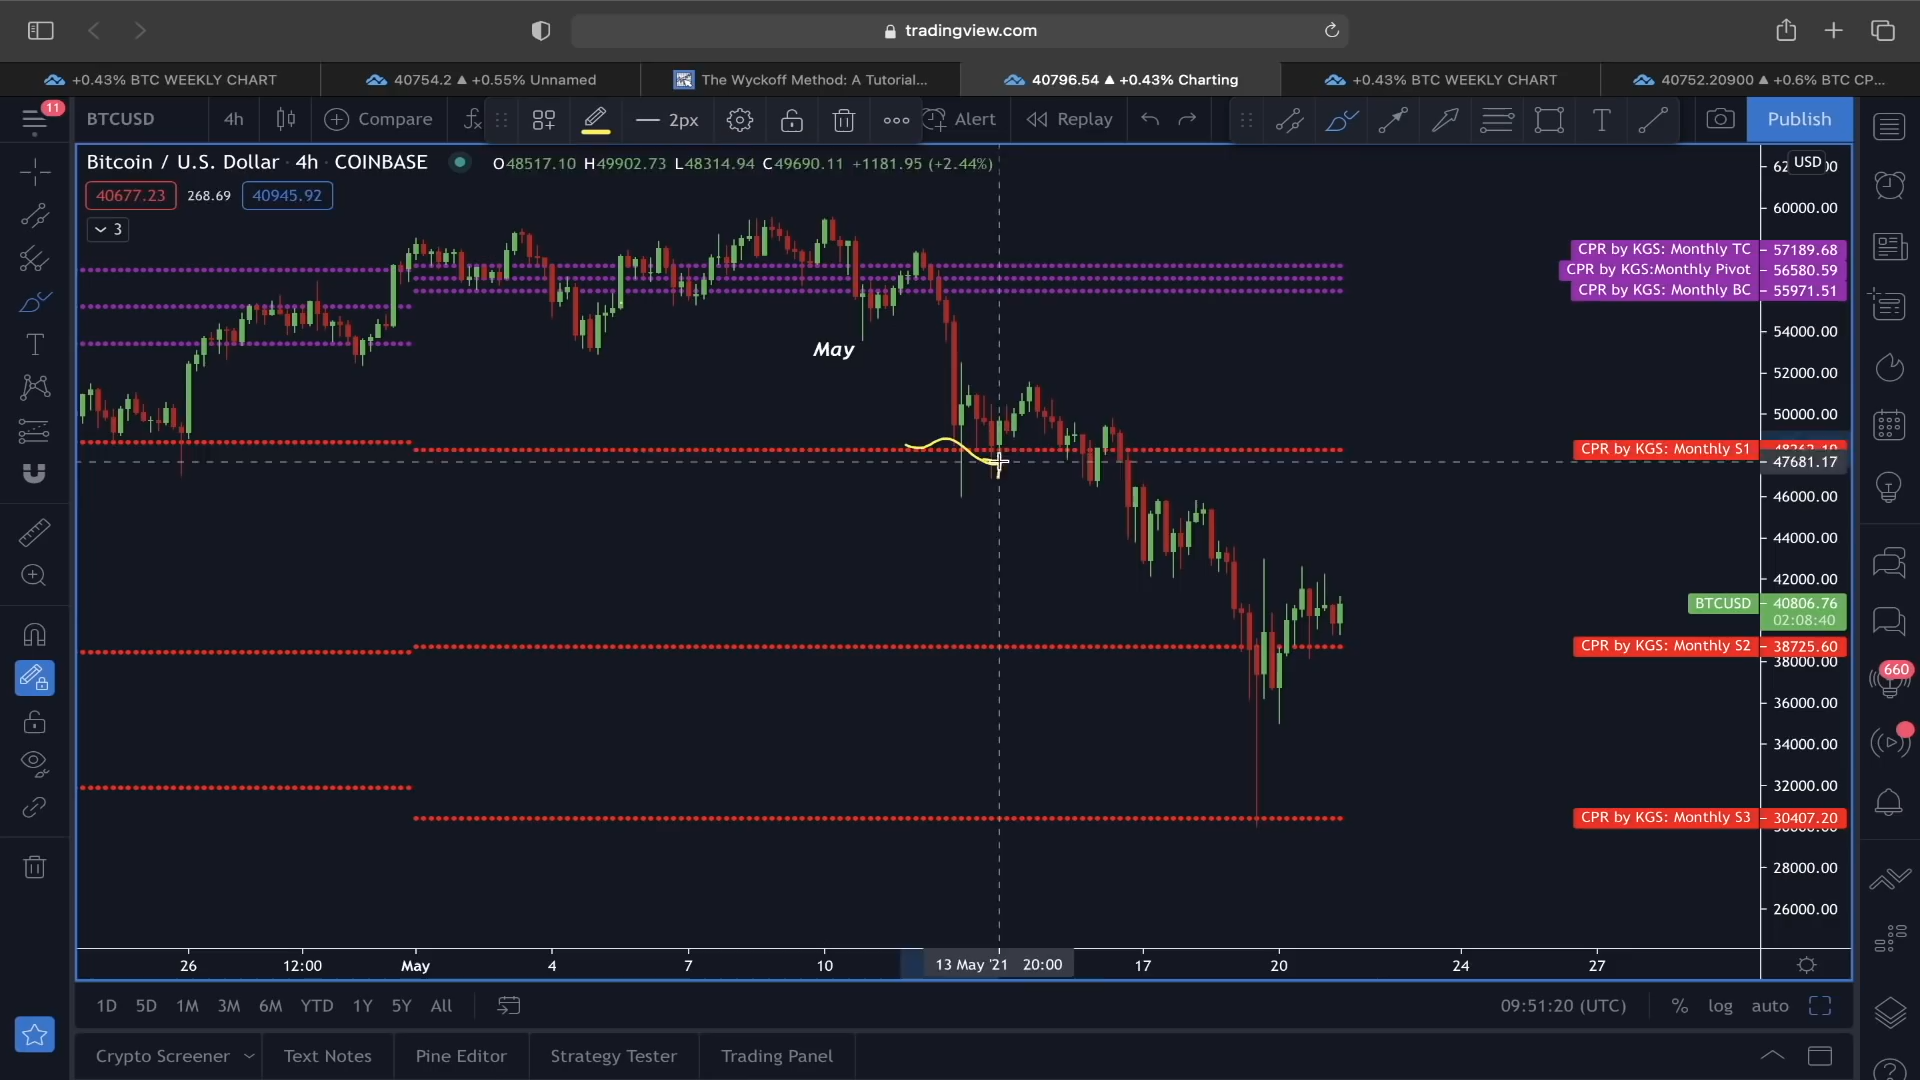 tradingview.com
+0.43% BTC WEEKLY CHART
40754.2 ▲ +0.55% Unnamed
The Wyckoff Method: A Tutorial...
40796.54 ▲ +0.43% Charting
+0.43% BTC WEEKLY CHART
40752.20900 ▲ +0.6% BTC CP...
11
BTCUSD
4h
Compare
2px
Alert
Replay
T
Publish
Bitcoin / U.S. Dollar · 4h · COINBASE
O48517.10 H49902.73 L48314.94 C49690.11 +1181.95 (+2.44%)
USD
40677.23
268.69
40945.92
3
60000.00
CPR by KGS: Monthly TC 57189.68
CPR by KGS:Monthly Pivot 56580.59
CPR by KGS: Monthly BC 55971.51
54000.00
May
52000.00
50000.00
CPR by KGS: Monthly S1
47681.17
46000.00
44000.00
42000.00
BTCUSD 40806.76
02:08:40
CPR by KGS: Monthly S2 38725.60
38000.00
660
36000.00
34000.00
32000.00
CPR by KGS: Monthly S3 30407.20
28000.00
26000.00
26
12:00
May
4
7
10
13 May '21 20:00
17
20
24
27
1D
5D
1M
3M
6M
YTD
1Y
5Y
All
09:51:20 (UTC)
%
log
auto
Crypto Screener
Text Notes
Pine Editor
Strategy Tester
Trading Panel